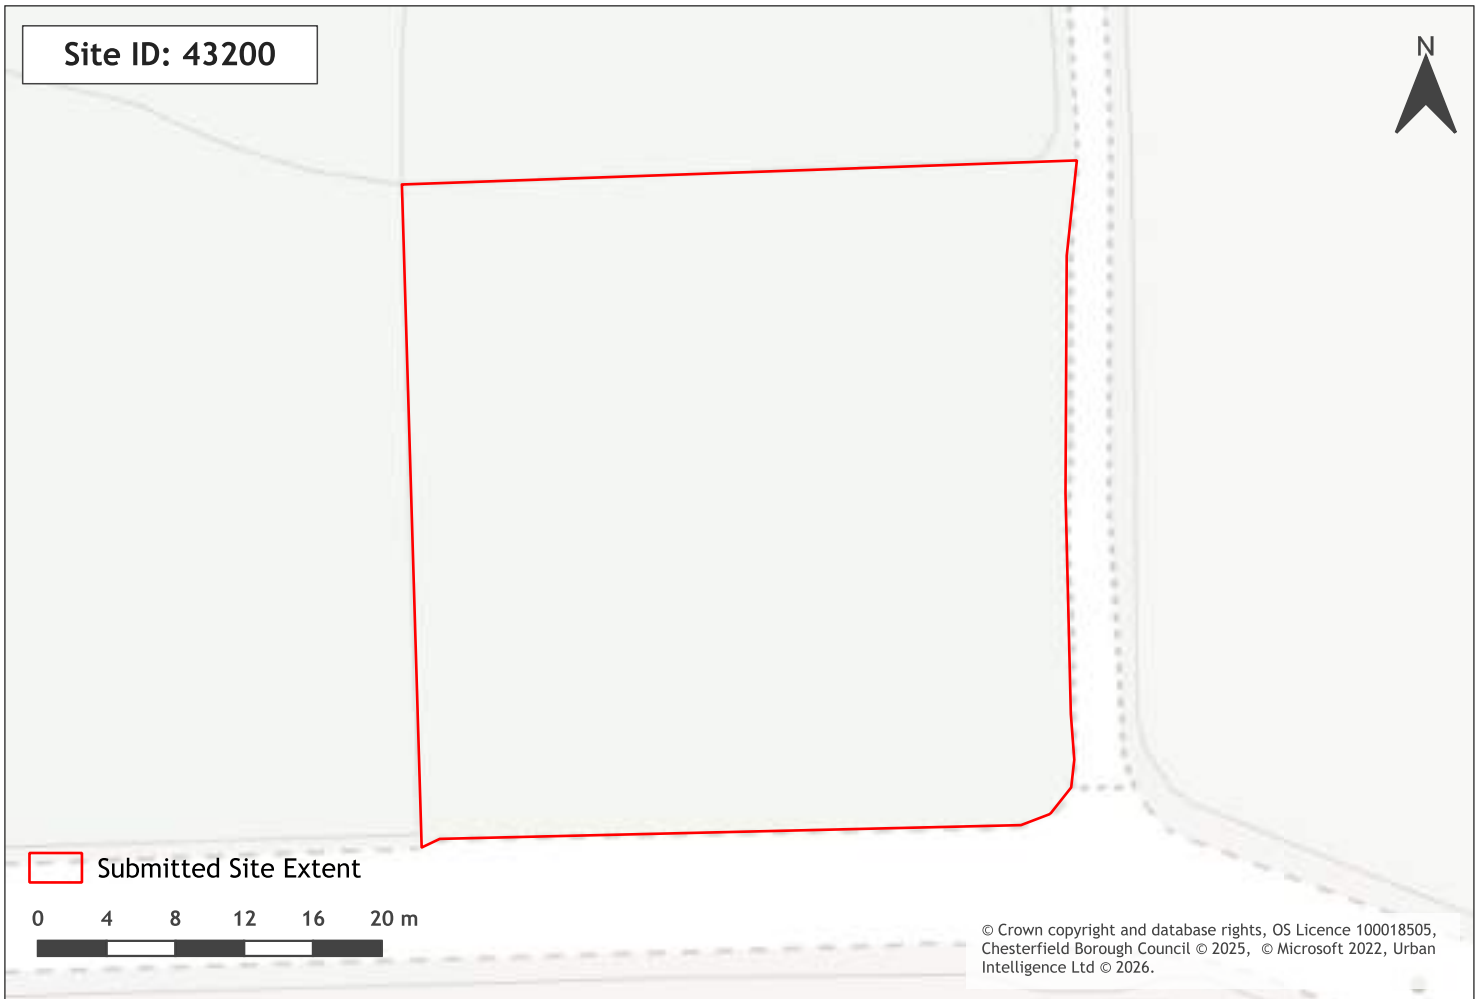 Site ID: 43200
N
Submitted Site Extent
0 4 8 12 16 20 m
© Crown copyright and database rights, OS Licence 100018505,
Chesterfield Borough Council © 2025, © Microsoft 2022, Urban
Intelligence Ltd © 2026.